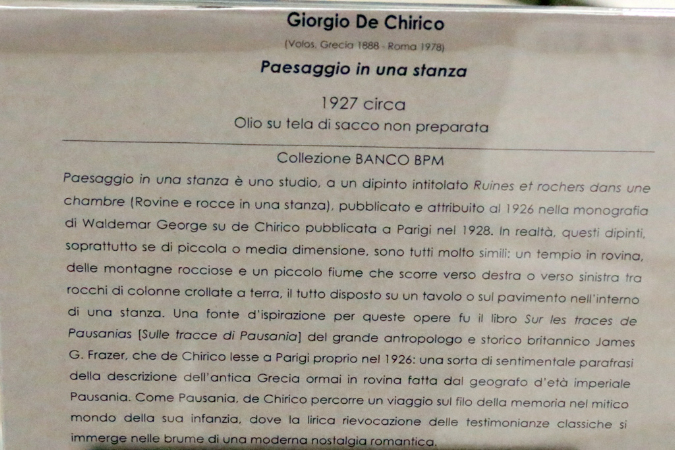 Giorgio De Chirico
(Volos, Grecia 1888 - Roma 1978)
Paesaggio in una stanza
1927 circa
Olio su tela di sacco non preparata
Collezione BANCO BPM
Paesaggio in una stanza è uno studio, a un dipinto intitolato Ruines et rochers dans une
chambre (Rovine e rocce in una stanza), pubblicato e attribuito al 1926 nella monografia
di Waldemar George su de Chirico pubblicata a Parigi nel 1928. In realtà, questi dipinti,
soprattutto se di piccola o media dimensione, sono tutti molto simili: un tempio in rovina,
delle montagne rocciose e un piccolo fiume che scorre verso destra o verso sinistra tra
rocchi di colonne crollate a terra, il tutto disposto su un tavolo o sul pavimento nell'interno
di una stanza. Una fonte d'ispirazione per queste opere fu il libro Sur les traces de
Pausanias [Sulle tracce di Pausania] del grande antropologo e storico britannico James
G. Frazer, che de Chirico lesse a Parigi proprio nel 1926: una sorta di sentimentale parafrasi
della descrizione dell'antica Grecia ormai in rovina fatta dal geografo d'età imperiale
Pausania. Come Pausania, de Chirico percorre un viaggio sul filo della memoria nel mitico
mondo della sua infanzia, dove la lirica rievocazione delle testimonianze classiche si
immerge nelle brume di una moderna nostalgia romantica.